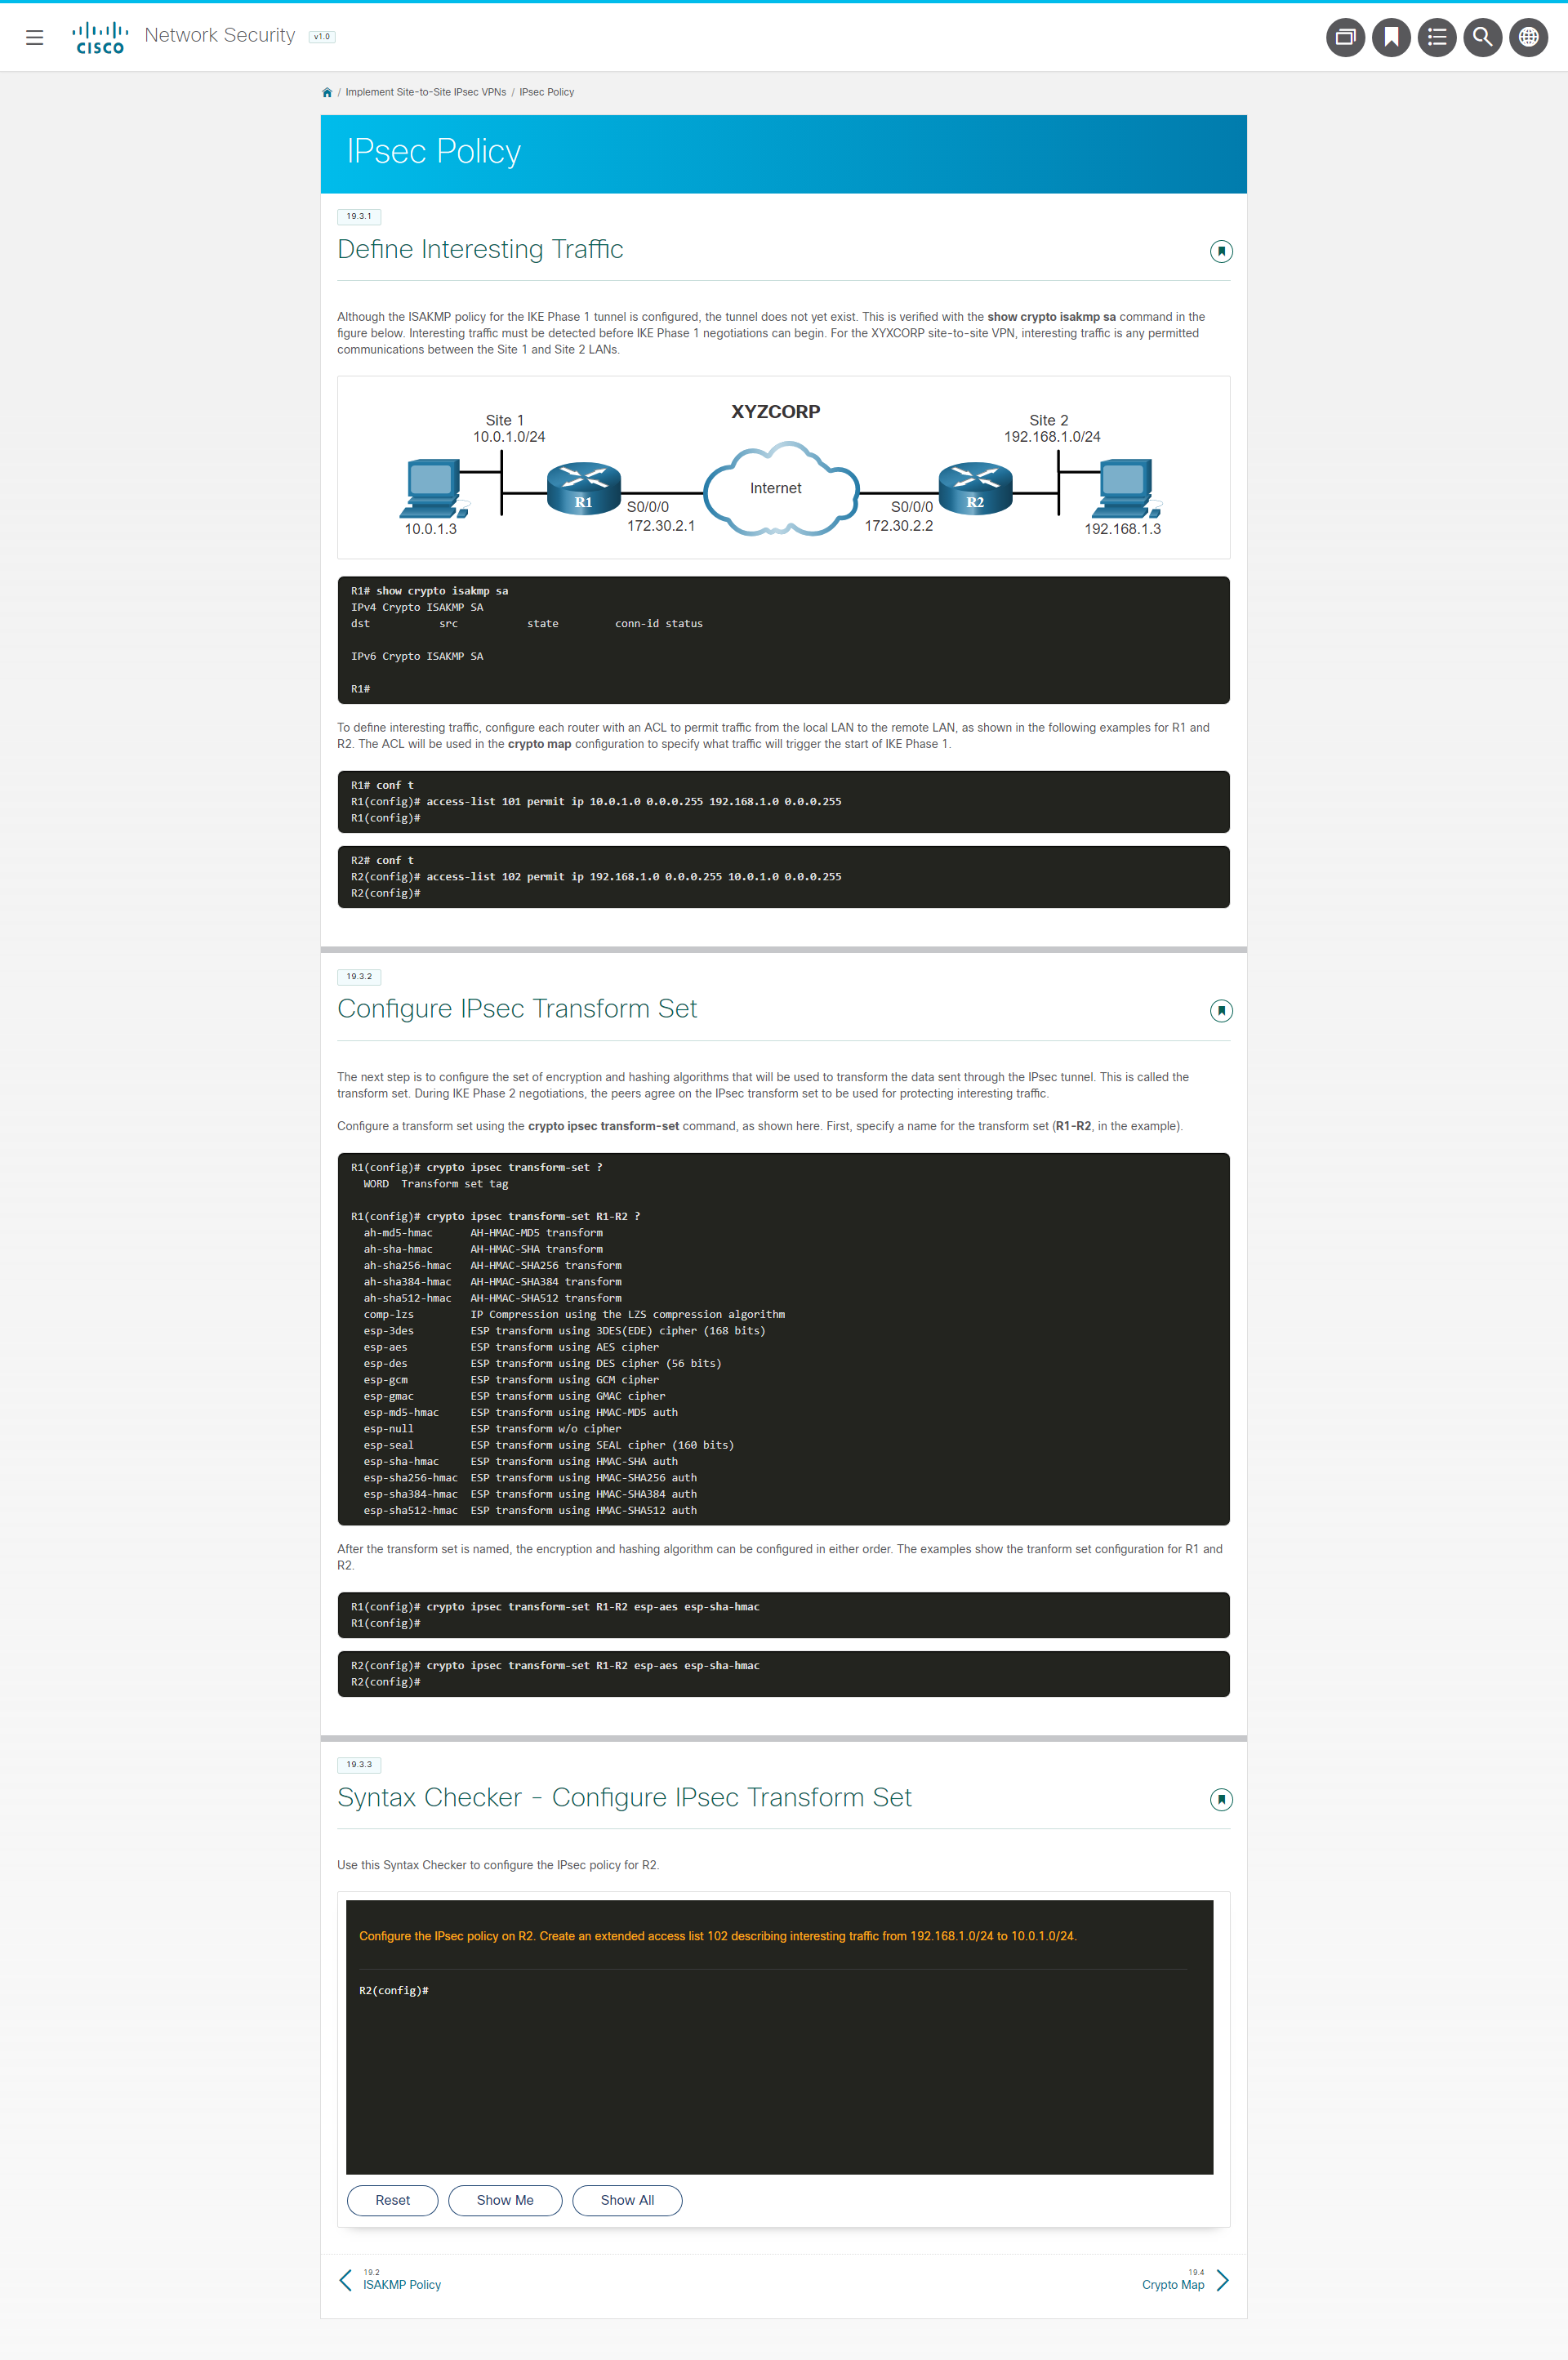 CISCO
Network Security v1.0
/ Implement Site-to-Site IPsec VPNs / IPsec Policy
IPsec Policy
19.3.1
Define Interesting Traffic
Although the ISAKMP policy for the IKE Phase 1 tunnel is configured, the tunnel does not yet exist. This is verified with the show crypto isakmp sa command in the
figure below. Interesting traffic must be detected before IKE Phase 1 negotiations can begin. For the XYXCORP site-to-site VPN, interesting traffic is any permitted
communications between the Site 1 and Site 2 LANs.
XYZCORP
Site 1
10.0.1.0/24
Site 2
192.168.1.0/24
Internet
R1
R2
S0/0/0
172.30.2.1
S0/0/0
172.30.2.2
10.0.1.3
192.168.1.3
R1# show crypto isakmp sa
IPv4 Crypto ISAKMP SA
dst           src           state         conn-id status
IPv6 Crypto ISAKMP SA
R1#
To define interesting traffic, configure each router with an ACL to permit traffic from the local LAN to the remote LAN, as shown in the following examples for R1 and
R2. The ACL will be used in the crypto map configuration to specify what traffic will trigger the start of IKE Phase 1.
R1# conf t
R1(config)# access-list 101 permit ip 10.0.1.0 0.0.0.255 192.168.1.0 0.0.0.255
R1(config)#
R2# conf t
R2(config)# access-list 102 permit ip 192.168.1.0 0.0.0.255 10.0.1.0 0.0.0.255
R2(config)#
19.3.2
Configure IPsec Transform Set
The next step is to configure the set of encryption and hashing algorithms that will be used to transform the data sent through the IPsec tunnel. This is called the
transform set. During IKE Phase 2 negotiations, the peers agree on the IPsec transform set to be used for protecting interesting traffic.
Configure a transform set using the crypto ipsec transform-set command, as shown here. First, specify a name for the transform set (R1-R2, in the example).
R1(config)# crypto ipsec transform-set ?
WORD  Transform set tag
R1(config)# crypto ipsec transform-set R1-R2 ?
ah-md5-hmac      AH-HMAC-MD5 transform
ah-sha-hmac      AH-HMAC-SHA transform
ah-sha256-hmac   AH-HMAC-SHA256 transform
ah-sha384-hmac   AH-HMAC-SHA384 transform
ah-sha512-hmac   AH-HMAC-SHA512 transform
comp-lzs         IP Compression using the LZS compression algorithm
esp-3des         ESP transform using 3DES(EDE) cipher (168 bits)
esp-aes          ESP transform using AES cipher
esp-des          ESP transform using DES cipher (56 bits)
esp-gcm          ESP transform using GCM cipher
esp-gmac         ESP transform using GMAC cipher
esp-md5-hmac     ESP transform using HMAC-MD5 auth
esp-null         ESP transform w/o cipher
esp-seal         ESP transform using SEAL cipher (160 bits)
esp-sha-hmac     ESP transform using HMAC-SHA auth
esp-sha256-hmac  ESP transform using HMAC-SHA256 auth
esp-sha384-hmac  ESP transform using HMAC-SHA384 auth
esp-sha512-hmac  ESP transform using HMAC-SHA512 auth
After the transform set is named, the encryption and hashing algorithm can be configured in either order. The examples show the tranform set configuration for R1 and
R2.
R1(config)# crypto ipsec transform-set R1-R2 esp-aes esp-sha-hmac
R1(config)#
R2(config)# crypto ipsec transform-set R1-R2 esp-aes esp-sha-hmac
R2(config)#
19.3.3
Syntax Checker - Configure IPsec Transform Set
Use this Syntax Checker to configure the IPsec policy for R2.
Configure the IPsec policy on R2. Create an extended access list 102 describing interesting traffic from 192.168.1.0/24 to 10.0.1.0/24.
R2(config)#
Reset
Show Me
Show All
19.2
ISAKMP Policy
19.4
Crypto Map